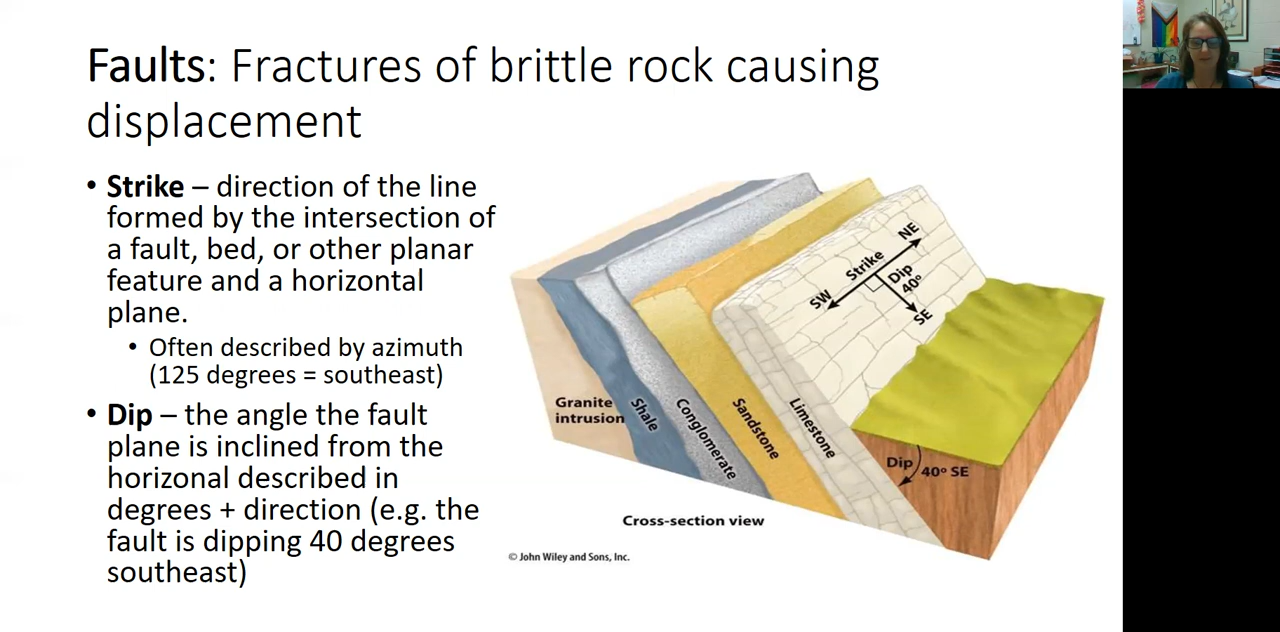 Faults: Fractures of brittle rock causing
displacement
• Strike – direction of the line
formed by the intersection of
a fault, bed, or other planar
feature and a horizontal
plane.
• Often described by azimuth
(125 degrees = southeast)
• Dip – the angle the fault
plane is inclined from the
horizonal described in
degrees + direction (e.g. the
fault is dipping 40 degrees
southeast)
NE
Strike
SW
Dip
40°
SE
Granite
intrusion
Shale
Conglomerate
Sandstone
Limestone
Dip
40° SE
Cross-section view
© John Wiley and Sons, Inc.